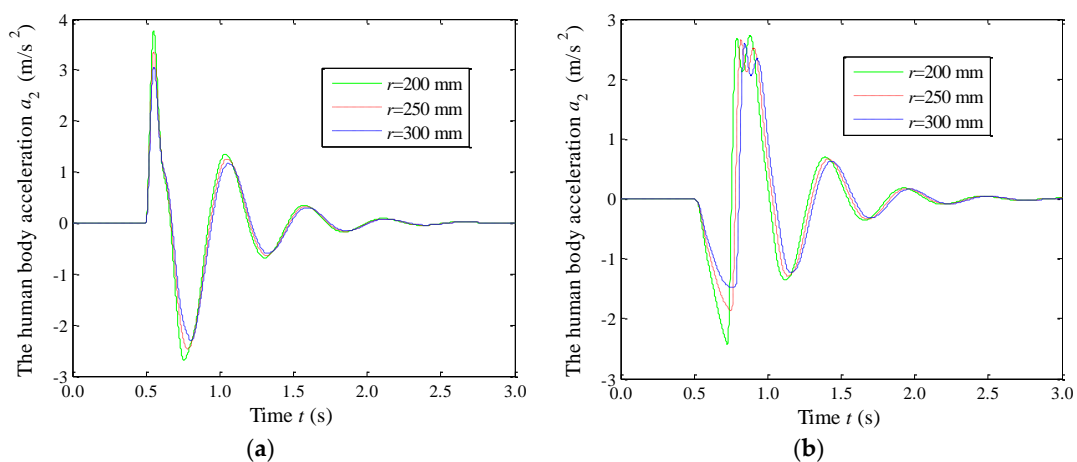 The human body acceleration a₂ (m/s²)
4
3
2
1
0
-1
-2
-3
r=200 mm
r=250 mm
r=300 mm
0.0 0.5 1.0 1.5 2.0 2.5 3.0
Time t (s)
(a)
The human body acceleration a₂ (m/s²)
3
2
1
0
-1
-2
-3
r=200 mm
r=250 mm
r=300 mm
0.0 0.5 1.0 1.5 2.0 2.5 3.0
Time t (s)
(b)